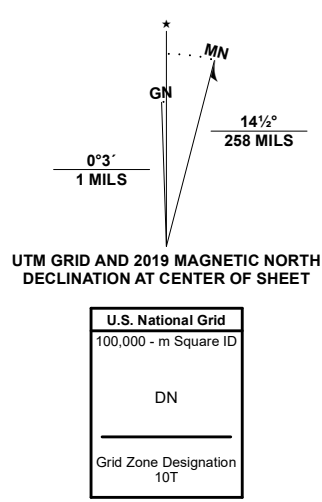 ★
MN
GN
14½°
258 MILS
0°3´
1 MILS
UTM GRID AND 2019 MAGNETIC NORTH
DECLINATION AT CENTER OF SHEET
U.S. National Grid
100,000 - m Square ID
DN
Grid Zone Designation
10T